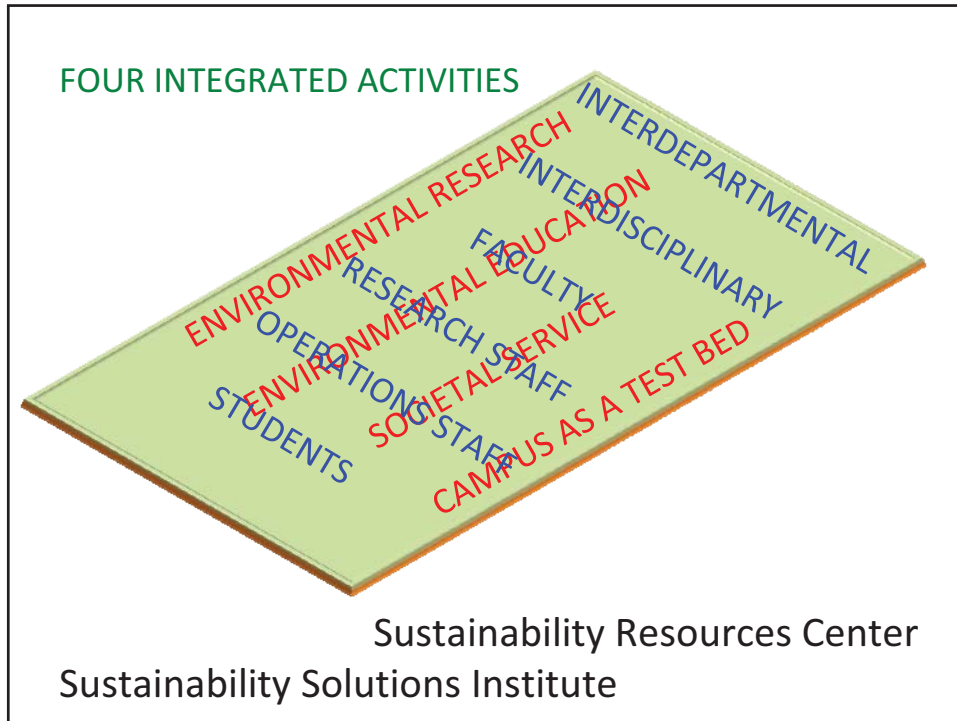 FOUR INTEGRATED ACTIVITIES
INTERDEPARTMENTAL
ENVIRONMENTAL RESEARCH
INTERDISCIPLINARY
ENVIRONMENTAL EDUCATION
FACULTY
RESEARCH STAFF
SOCIETAL SERVICE
OPERATIONS STAFF
CAMPUS AS A TEST BED
STUDENTS
Sustainability Resources Center
Sustainability Solutions Institute